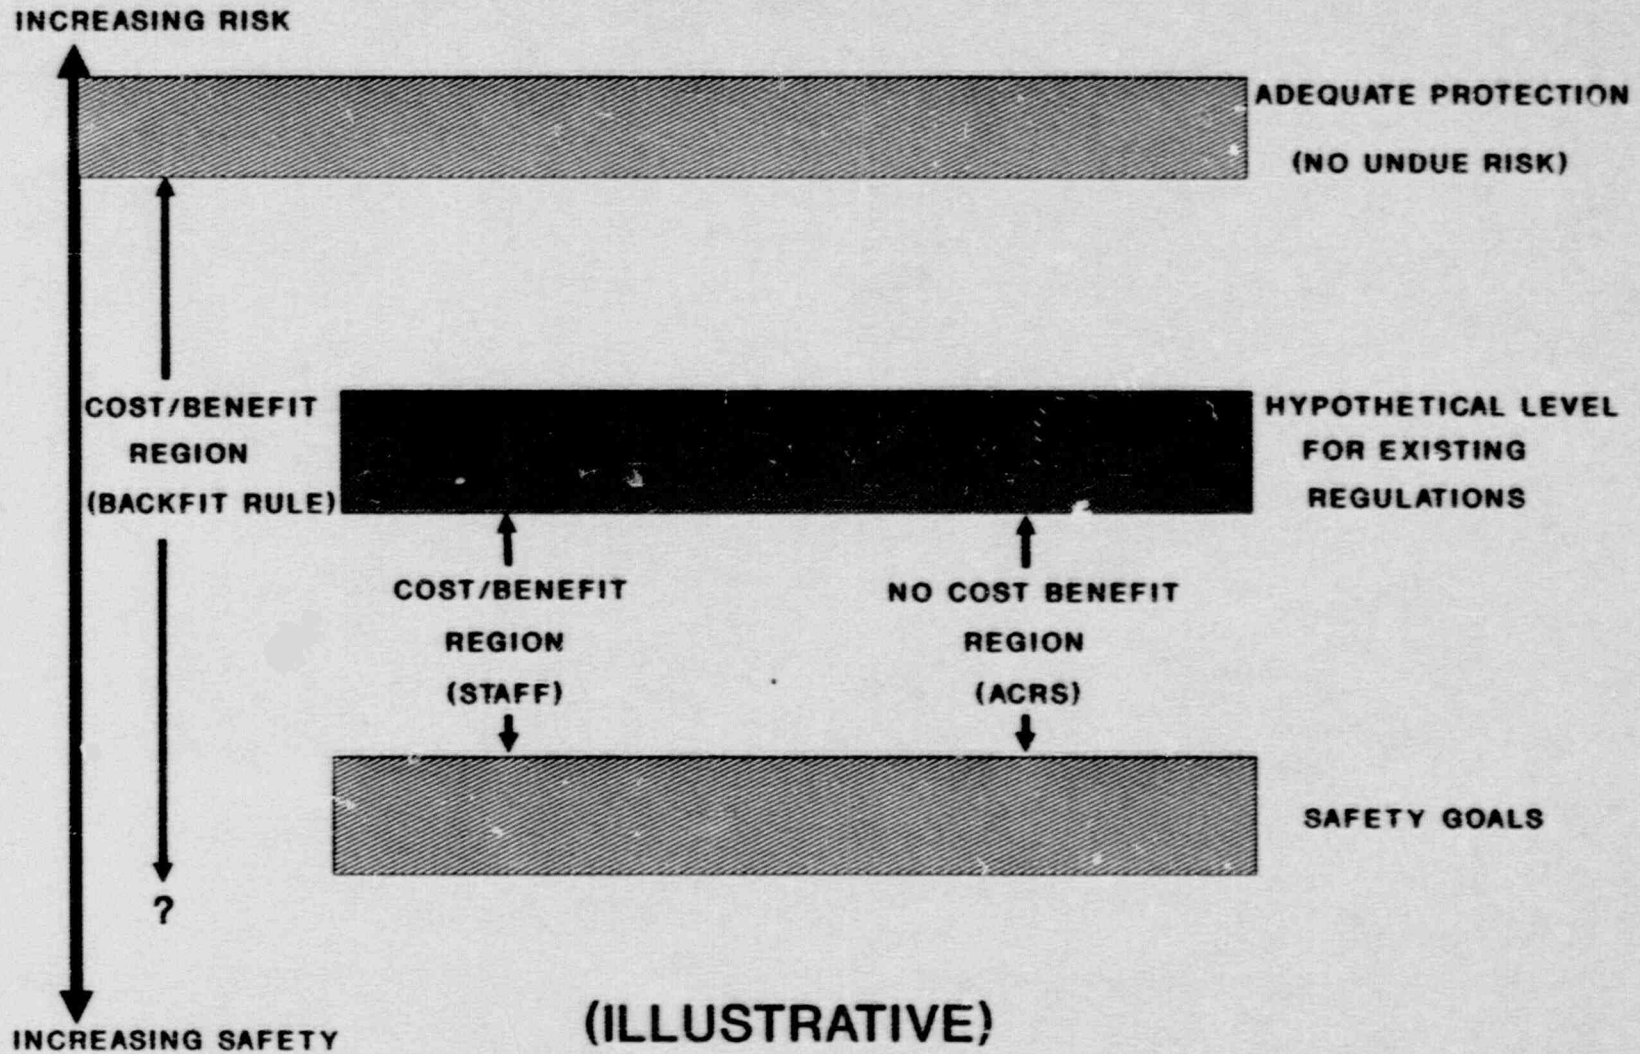 INCREASING RISK
ADEQUATE PROTECTION
(NO UNDUE RISK)
COST/BENEFIT
REGION
(BACKFIT RULE)
HYPOTHETICAL LEVEL
FOR EXISTING
REGULATIONS
COST/BENEFIT
REGION
(STAFF)
NO COST BENEFIT
REGION
(ACRS)
SAFETY GOALS
?
INCREASING SAFETY
(ILLUSTRATIVE)